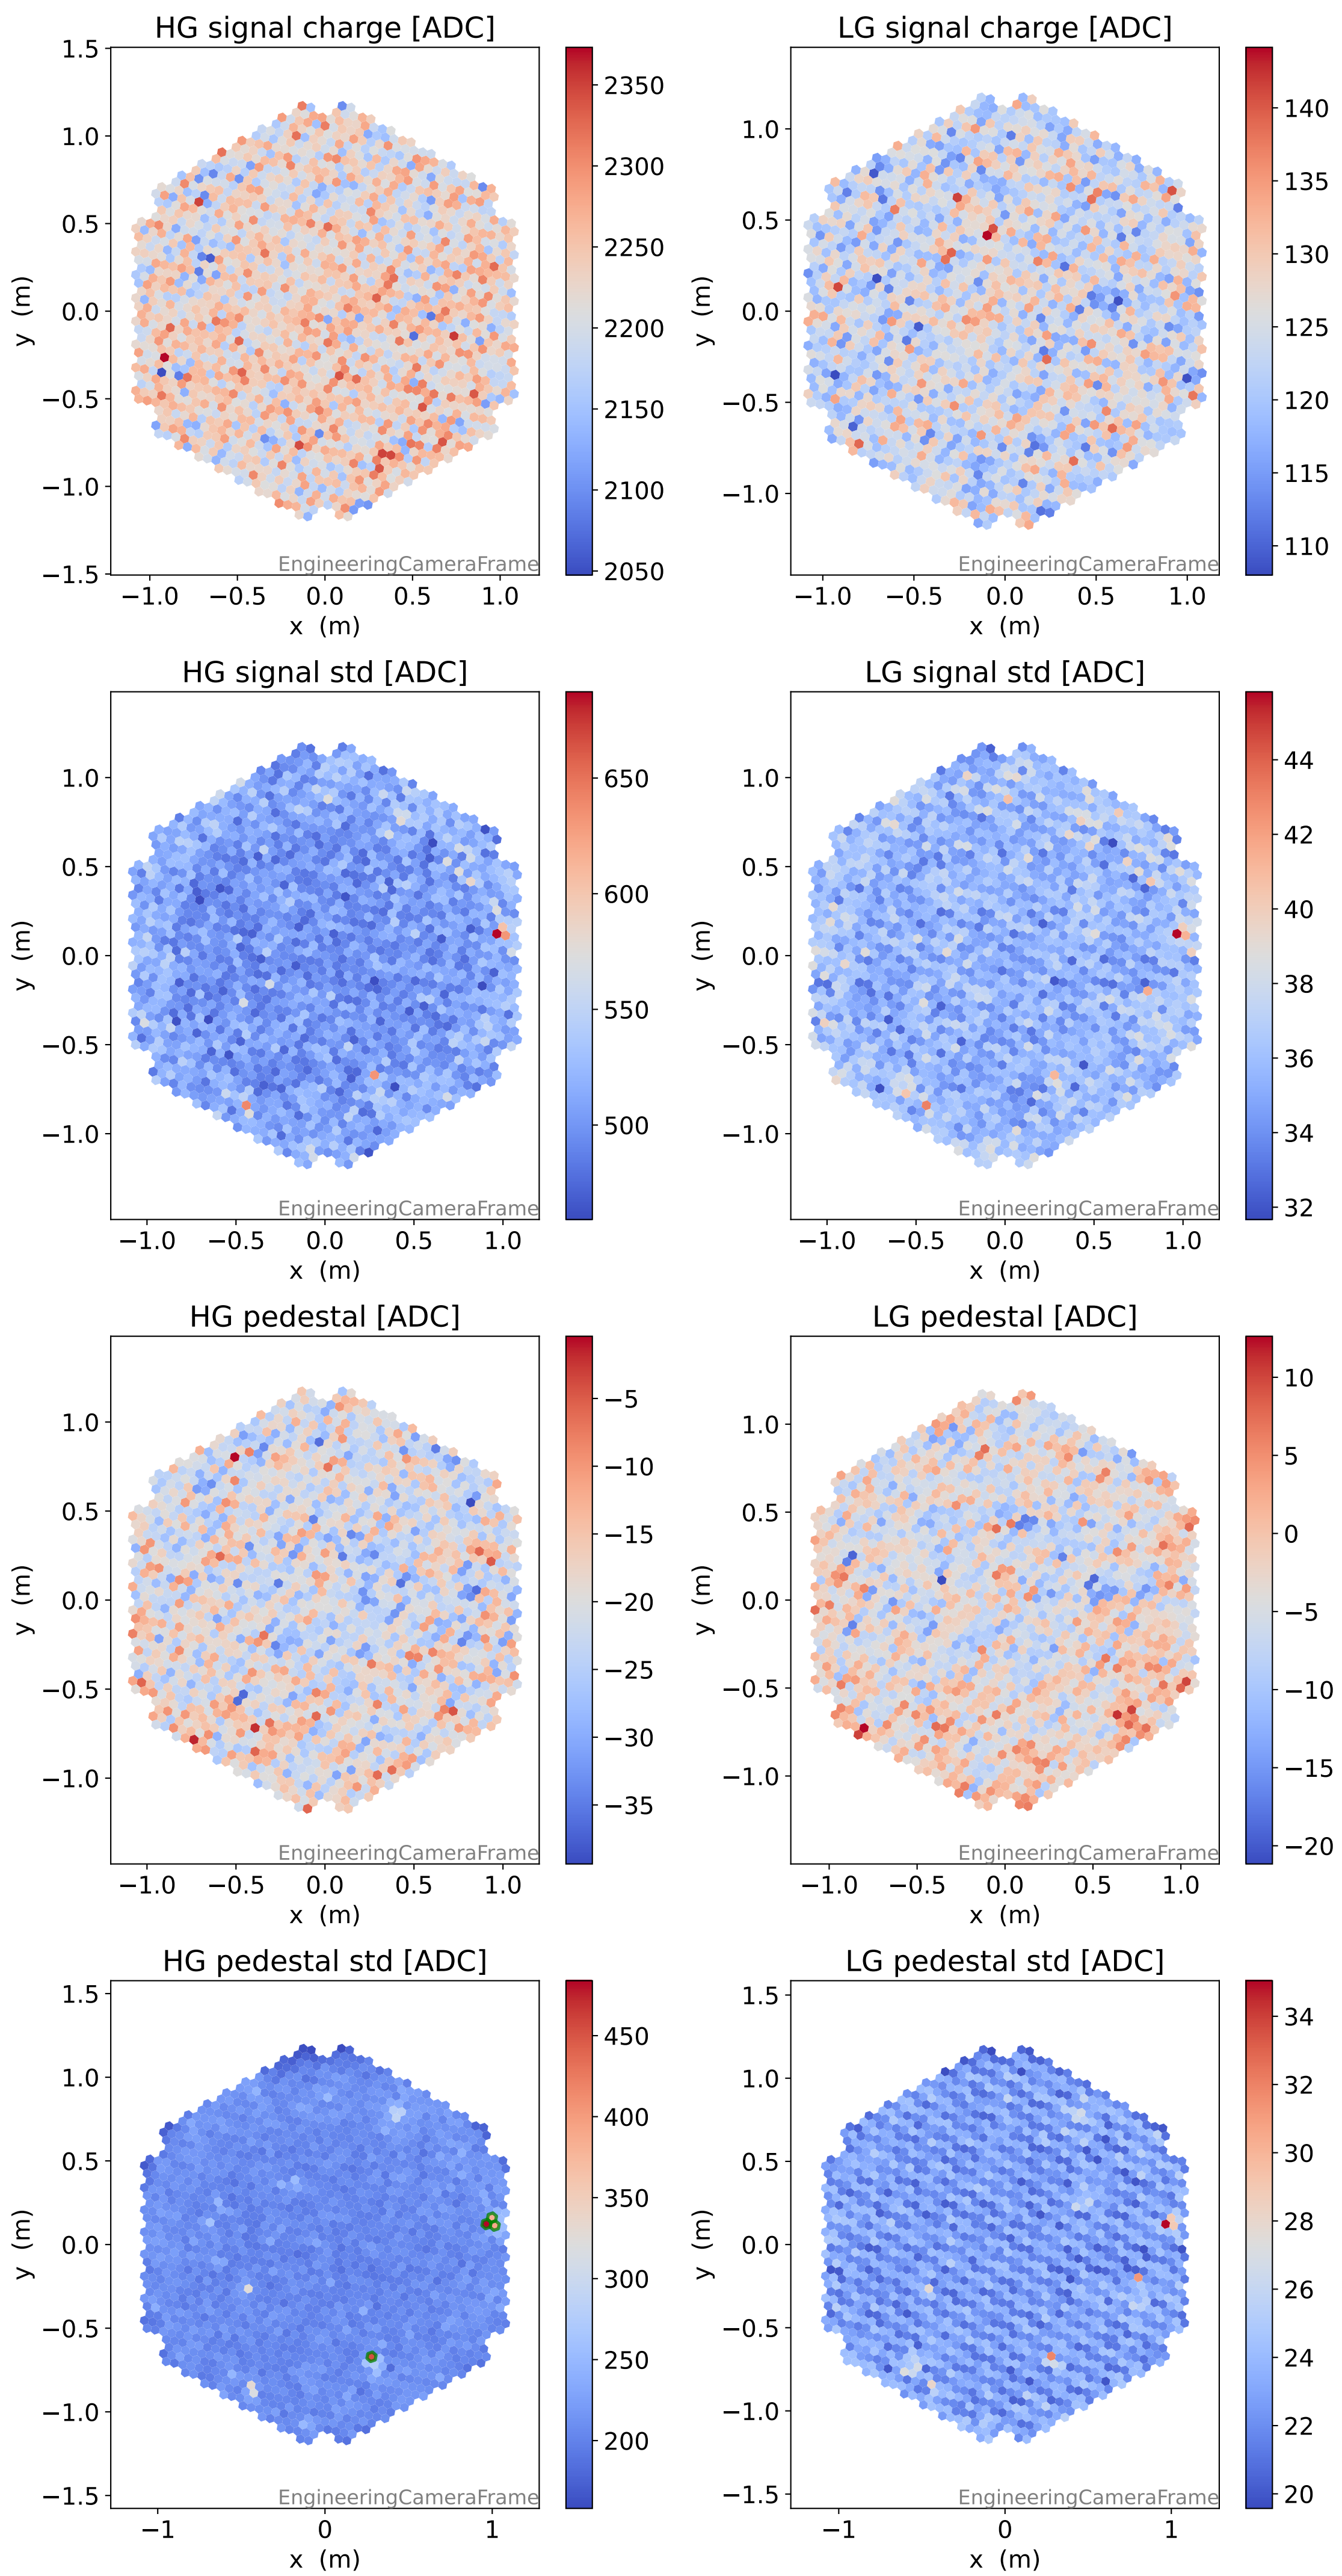 HG signal charge [ADC]
1.5
1.0
0.5
0.0
−0.5
−1.0
−1.5
y (m)
−1.0 −0.5 0.0 0.5 1.0
x (m)
EngineeringCameraFrame
2350
2300
2250
2200
2150
2100
2050
LG signal charge [ADC]
1.0
0.5
0.0
−0.5
−1.0
y (m)
−1.0 −0.5 0.0 0.5 1.0
x (m)
EngineeringCameraFrame
140
135
130
125
120
115
110
HG signal std [ADC]
1.0
0.5
0.0
−0.5
−1.0
y (m)
−1.0 −0.5 0.0 0.5 1.0
x (m)
EngineeringCameraFrame
650
600
550
500
LG signal std [ADC]
1.0
0.5
0.0
−0.5
−1.0
y (m)
−1.0 −0.5 0.0 0.5 1.0
x (m)
EngineeringCameraFrame
44
42
40
38
36
34
32
HG pedestal [ADC]
1.0
0.5
0.0
−0.5
−1.0
y (m)
−1.0 −0.5 0.0 0.5 1.0
x (m)
EngineeringCameraFrame
−5
−10
−15
−20
−25
−30
−35
LG pedestal [ADC]
1.0
0.5
0.0
−0.5
−1.0
y (m)
−1.0 −0.5 0.0 0.5 1.0
x (m)
EngineeringCameraFrame
10
5
0
−5
−10
−15
−20
HG pedestal std [ADC]
1.5
1.0
0.5
0.0
−0.5
−1.0
−1.5
y (m)
−1 0 1
x (m)
EngineeringCameraFrame
450
400
350
300
250
200
LG pedestal std [ADC]
1.5
1.0
0.5
0.0
−0.5
−1.0
−1.5
y (m)
−1 0 1
x (m)
EngineeringCameraFrame
34
32
30
28
26
24
22
20